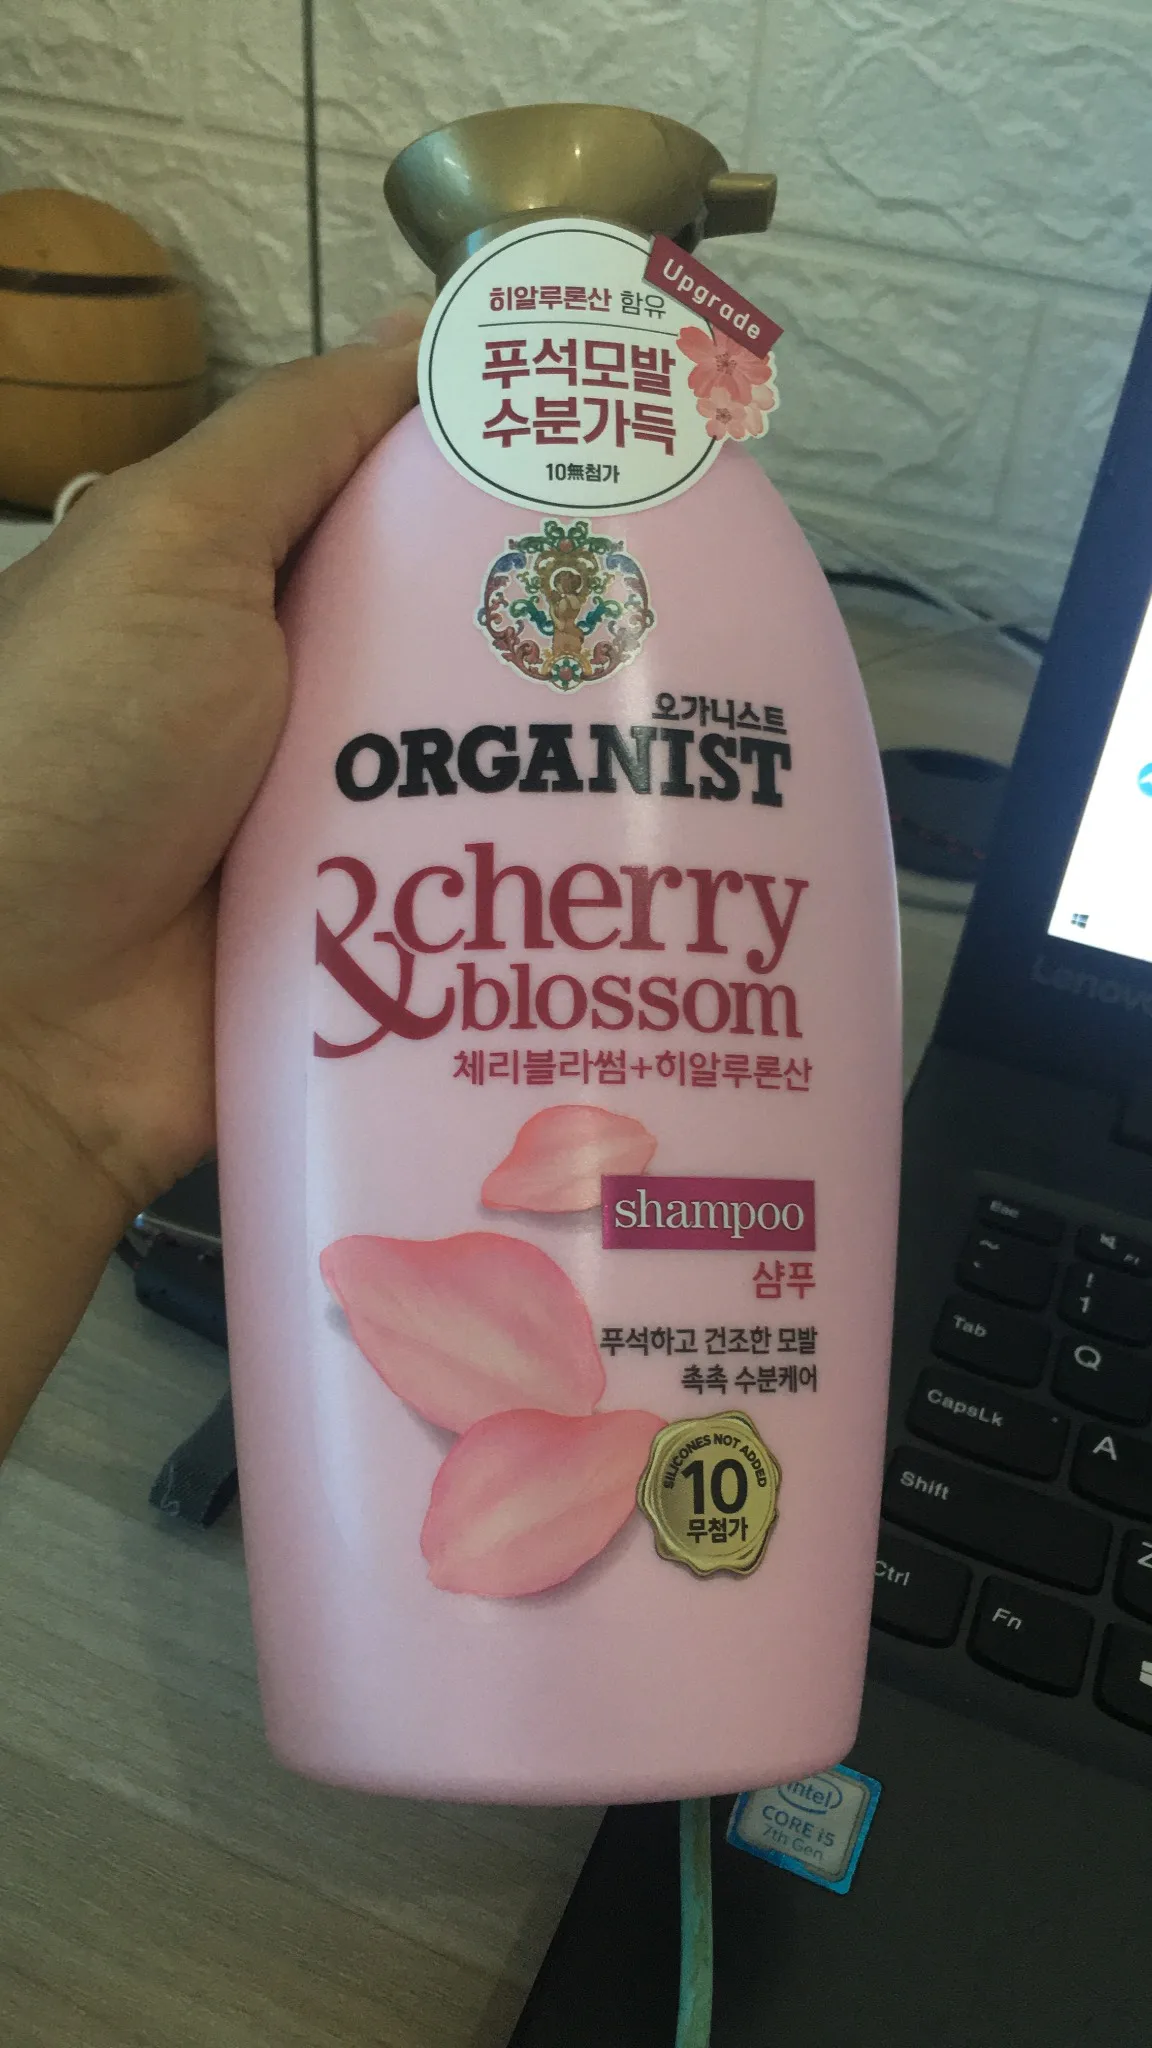 Upgrade
히알루론산 함유
푸석모발
수분가득
10無첨가
오가니스트
ORGANIST
&cherry
blossom
체리블라썸+히알루론산
shampoo
샴푸
푸석하고 건조한 모발
촉촉 수분케어
SILICONES NOT ADDED
10
무첨가
Lenovo
Esc
F1
~
!
1
Tab
Q
CapsLk
A
Shift
Z
Ctrl
Fn
intel
CORE i5
7th Gen